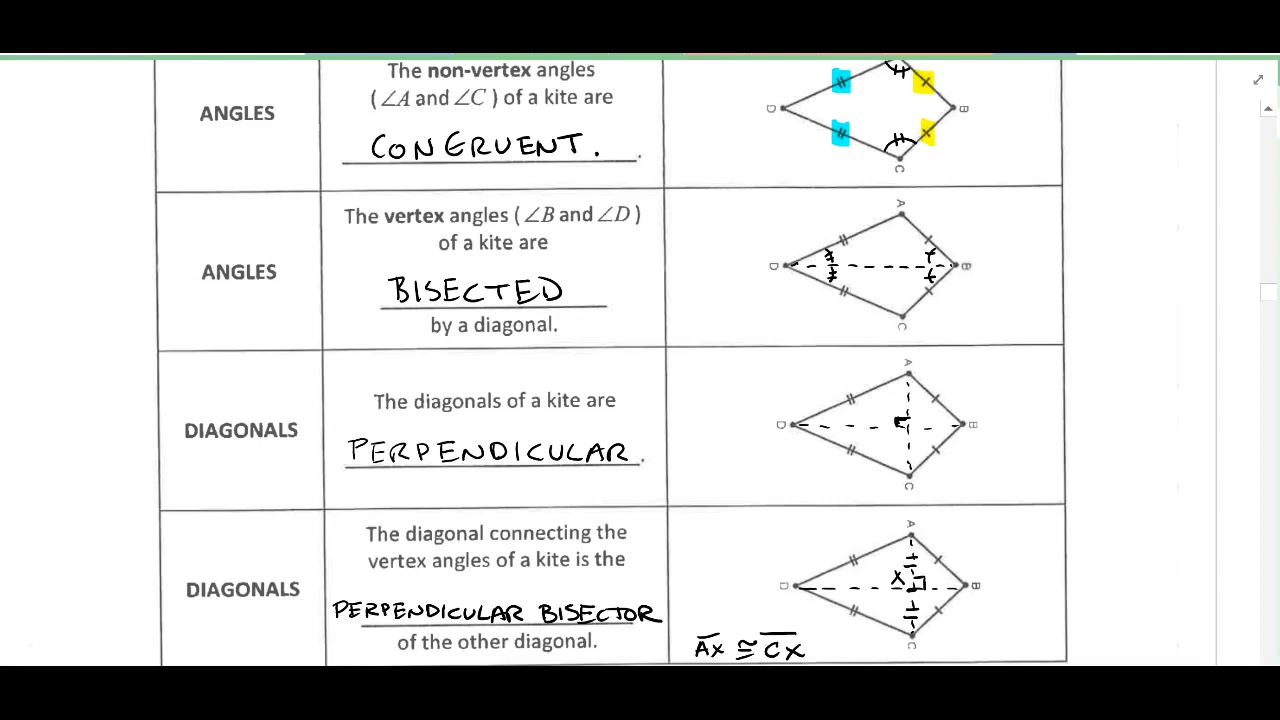 The non-vertex angles
(∠A and ∠C) of a kite are
ANGLES
CONGRUENT.
.
D
B
C
The vertex angles (∠B and ∠D)
of a kite are
ANGLES
BISECTED
by a diagonal.
A
D
B
C
The diagonals of a kite are
DIAGONALS
PERPENDICULAR
.
A
D
B
C
The diagonal connecting the
vertex angles of a kite is the
DIAGONALS
PERPENDICULAR BISECTOR
of the other diagonal.
A
D
X
B
C
AX ≅ CX